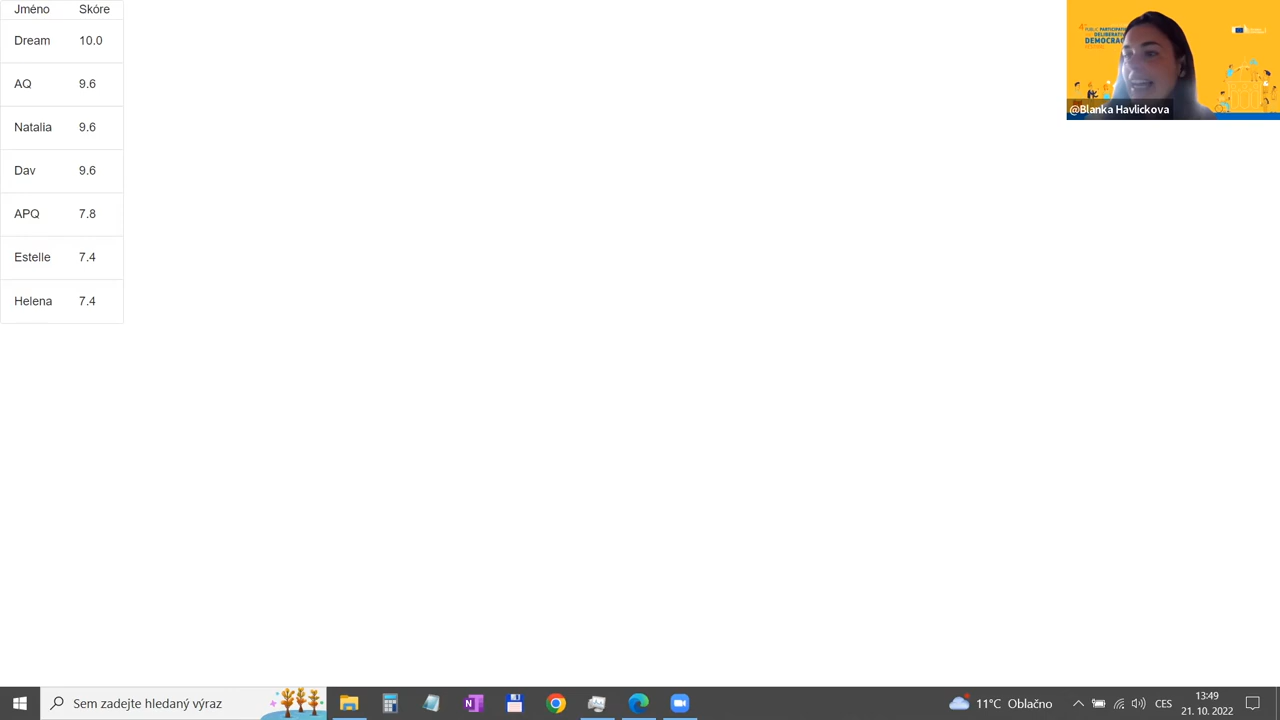 Jméno Skóre
Dream 10.0
AQ 9.6
Natalia 9.6
Dav 9.6
APQ 7.8
Estelle 7.4
Helena 7.4
DEMOCRAC
@Blanka Havlickova
Sem zadejte hledaný výraz
11°C Oblačno
CES
13:49
21. 10. 2022